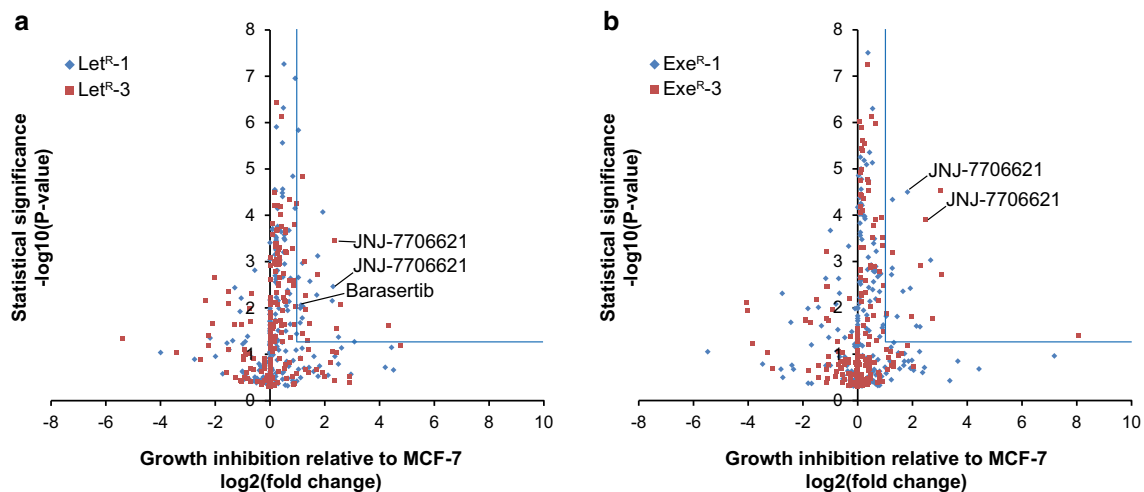 a
Statistical significance
-log10(P-value)
8
7
6
5
4
3
2
1
0
-8 -6 -4 -2 0 2 4 6 8 10
Let^R-1
Let^R-3
JNJ-7706621
JNJ-7706621
Barasertib
Growth inhibition relative to MCF-7
log2(fold change)
b
Statistical significance
-log10(P-value)
8
7
6
5
4
3
2
1
0
-8 -6 -4 -2 0 2 4 6 8 10
Exe^R-1
Exe^R-3
JNJ-7706621
JNJ-7706621
Growth inhibition relative to MCF-7
log2(fold change)